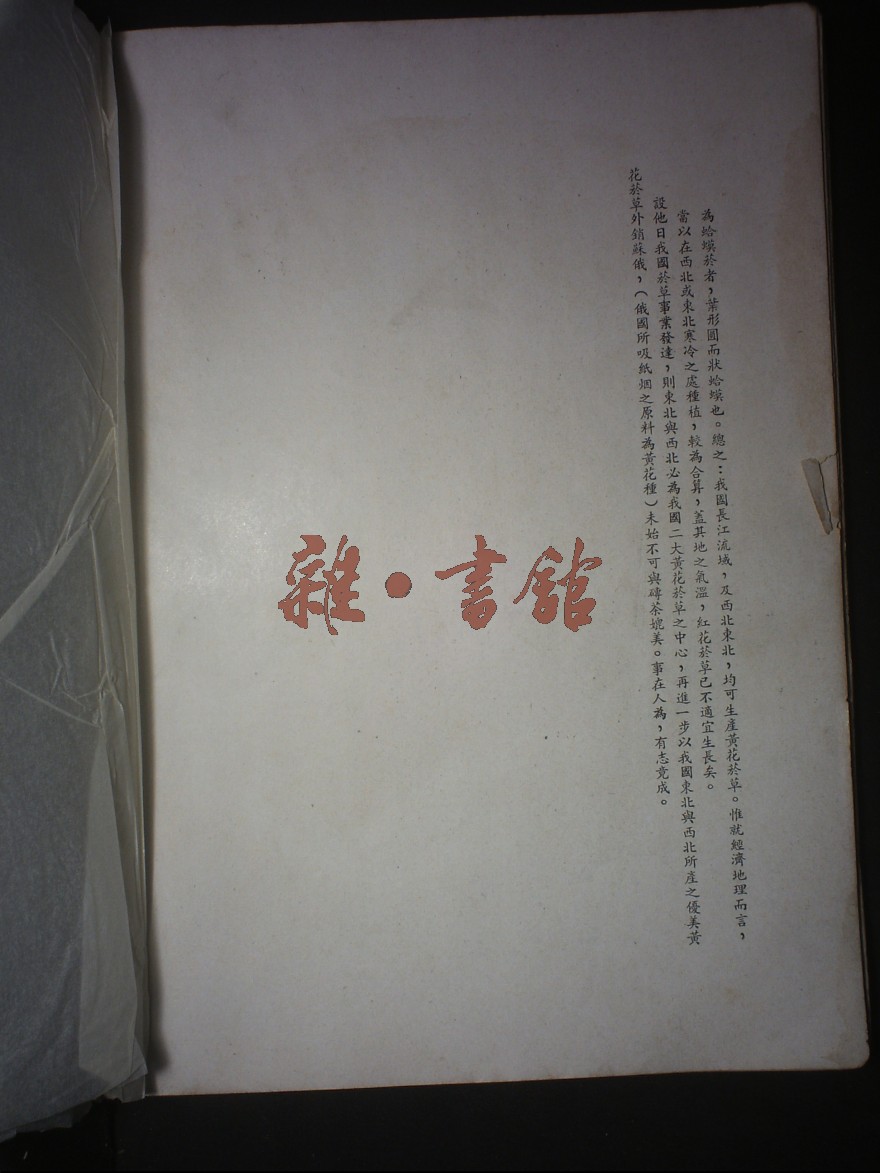 為蛤蟆菸者，葉形圓而狀蛤蟆也。總之：我國長江流域，及西北東北，均可生產黃花菸草。惟就經濟地理而言，
當以在西北或東北寒冷之處種植，較為合算，蓋其地之氣溫，紅花菸草已不適宜生長矣。
設他日我國菸草事業發達，則東北與西北必為我國二大黃花菸草之中心，再進一步以我國東北與西北所產之優美黃
花菸草外銷蘇俄，（俄國所吸紙烟之原料為黃花種）未始不可與磚茶媲美。事在人為，有志竟成。
雜·書館